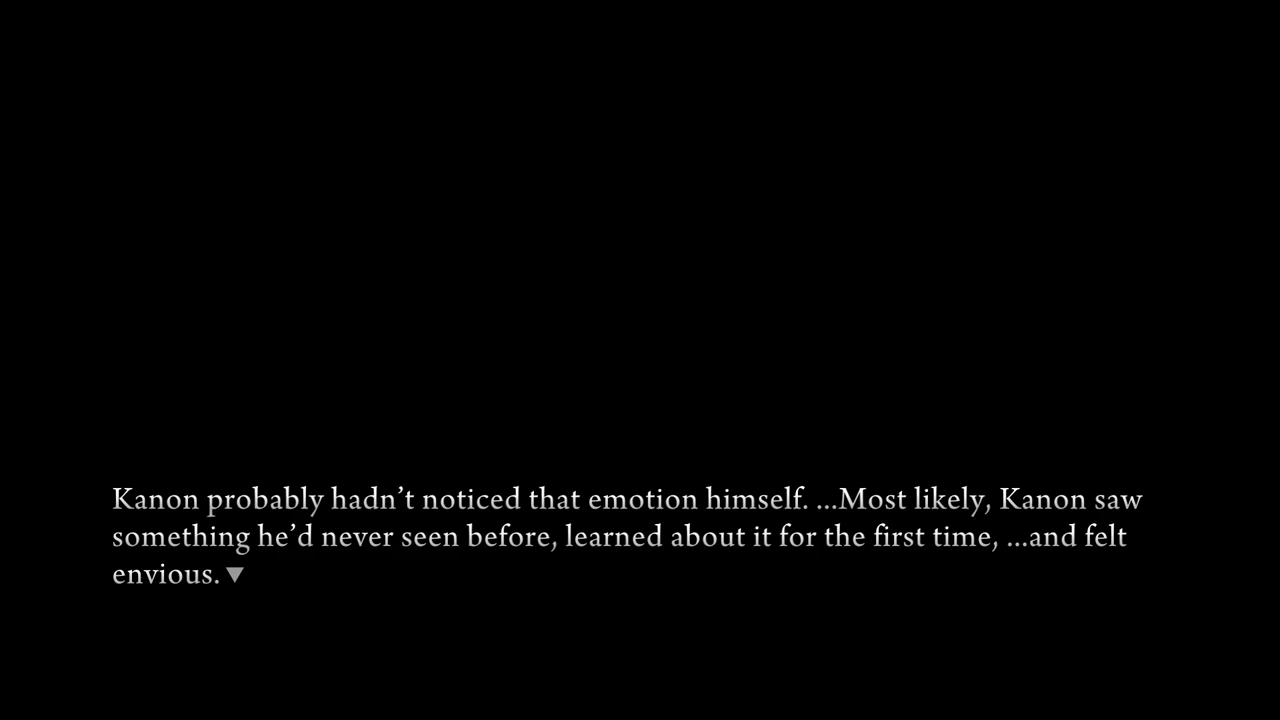 Kanon probably hadn’t noticed that emotion himself. ...Most likely, Kanon saw
something he’d never seen before, learned about it for the first time, ...and felt
envious.▼